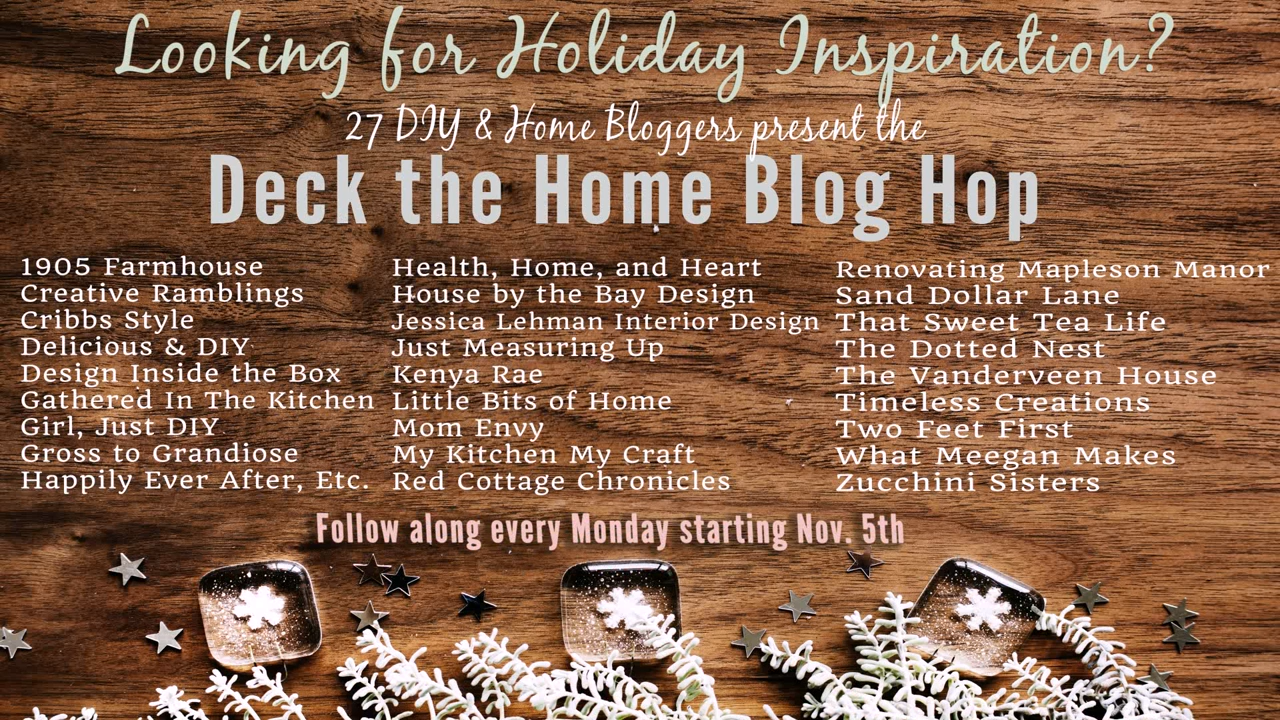 Looking for Holiday Inspiration?
27 DIY & Home Bloggers present the
Deck the Home Blog Hop
1905 Farmhouse
Creative Ramblings
Cribbs Style
Delicious & DIY
Design Inside the Box
Gathered In The Kitchen
Girl, Just DIY
Gross to Grandiose
Happily Ever After, Etc.
Health, Home, and Heart
House by the Bay Design
Jessica Lehman Interior Design
Just Measuring Up
Kenya Rae
Little Bits of Home
Mom Envy
My Kitchen My Craft
Red Cottage Chronicles
Renovating Mapleson Manor
Sand Dollar Lane
That Sweet Tea Life
The Dotted Nest
The Vanderveen House
Timeless Creations
Two Feet First
What Meegan Makes
Zucchini Sisters
Follow along every Monday starting Nov. 5th